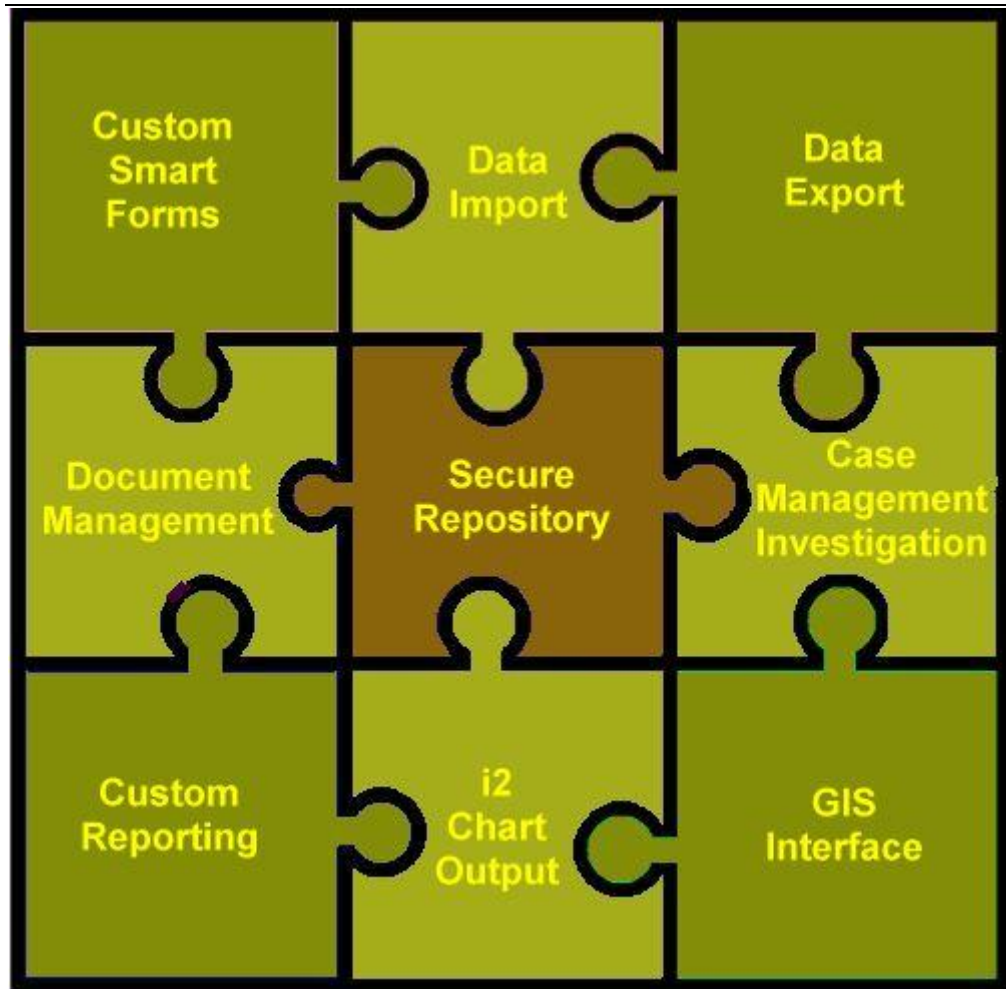 Custom
Smart
Forms
Data
Import
Data
Export
Document
Management
Secure
Repository
Case
Management
Investigation
Custom
Reporting
i2
Chart
Output
GIS
Interface